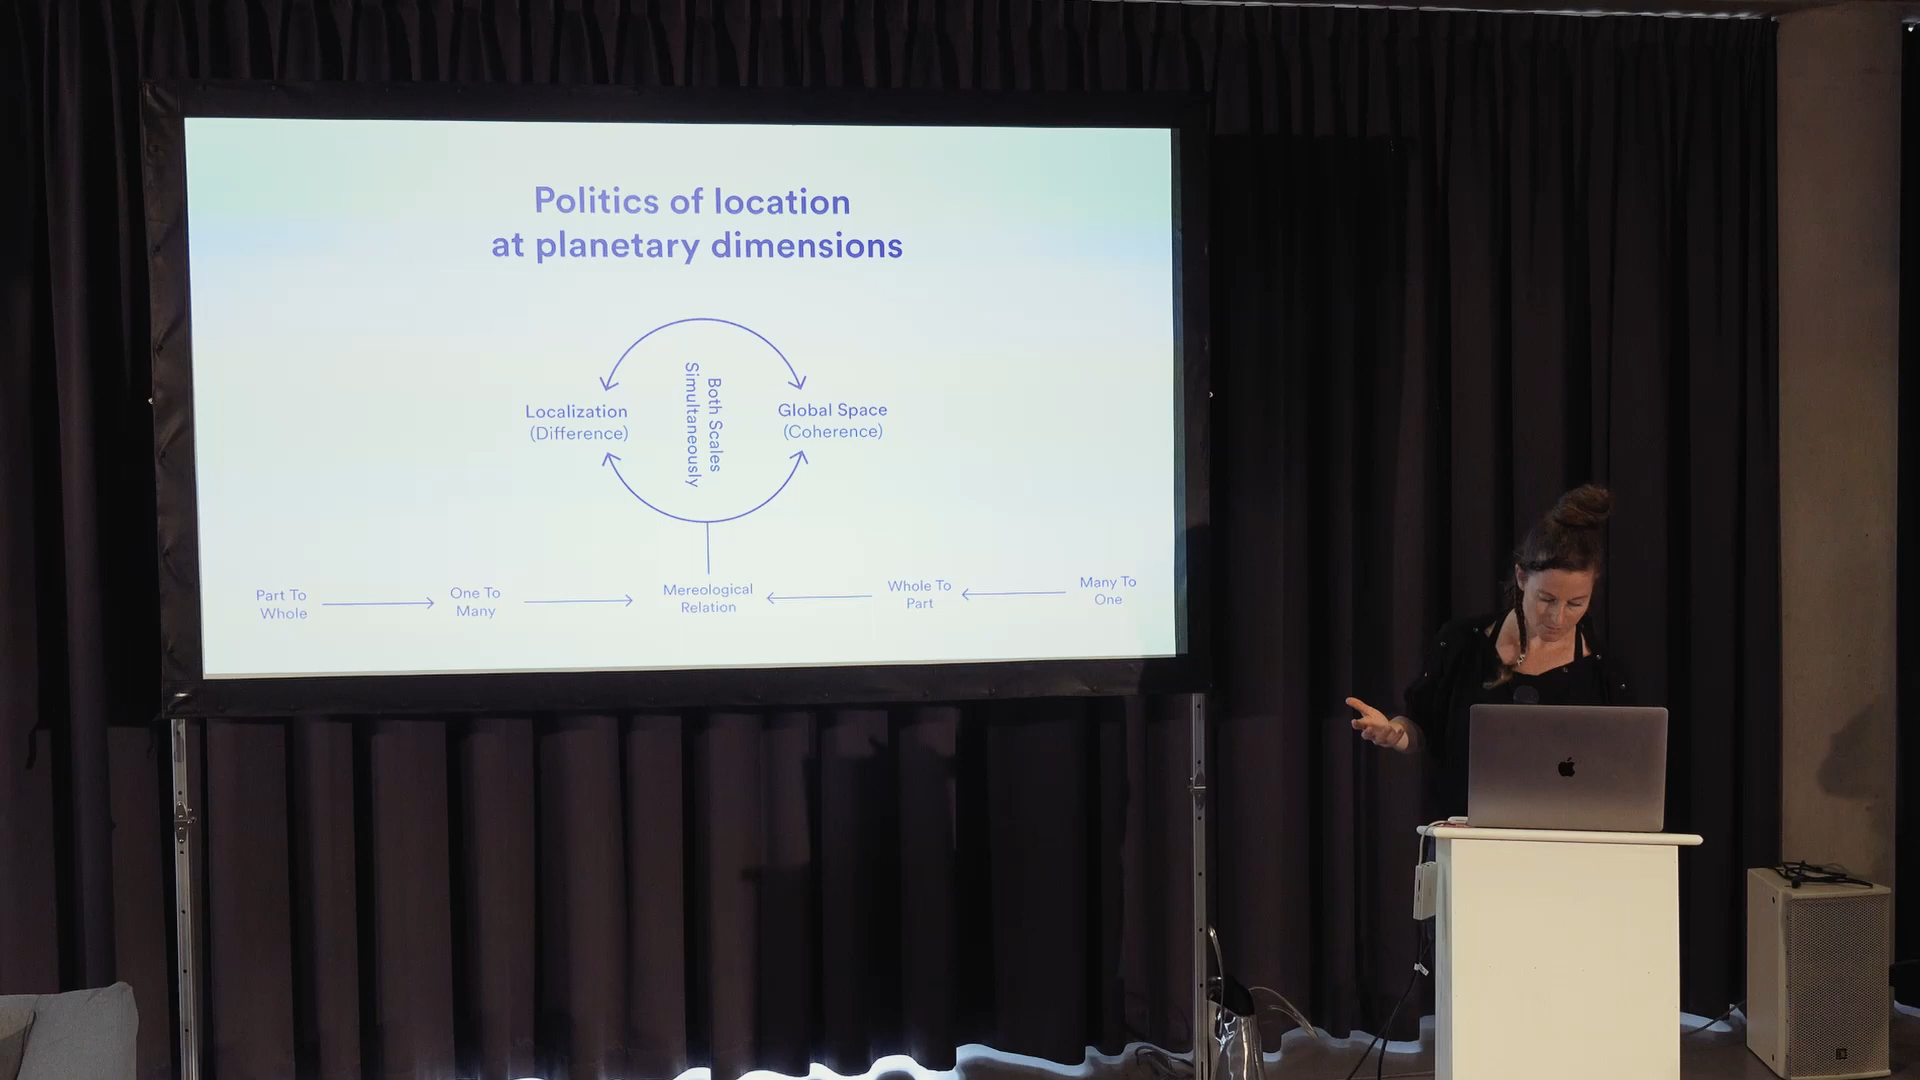 Politics of location
at planetary dimensions
Both Scales
Simultaneously
Localization
(Difference)
Global Space
(Coherence)
Part To
Whole
One To
Many
Mereological
Relation
Whole To
Part
Many To
One